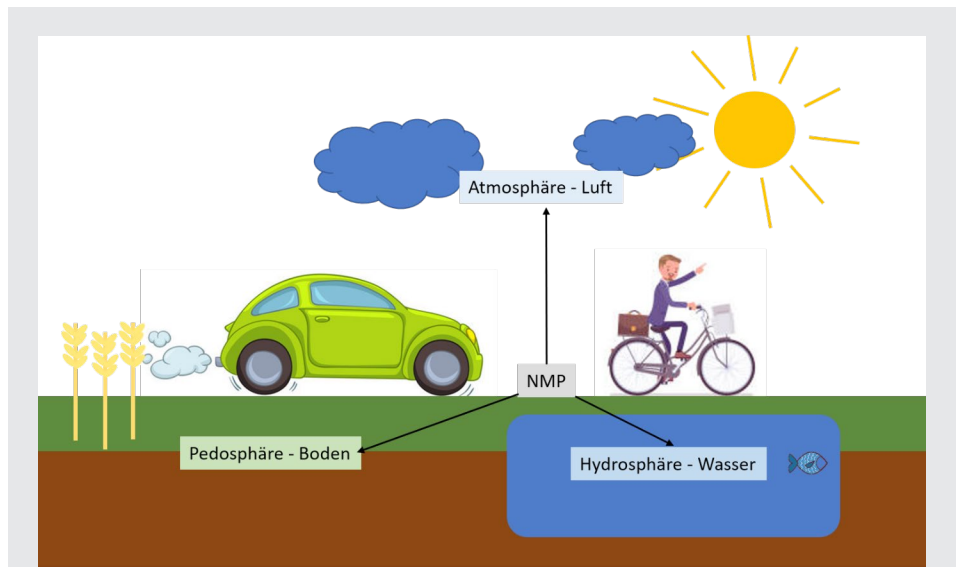 Atmosphäre - Luft
NMP
Pedosphäre - Boden
Hydrosphäre - Wasser